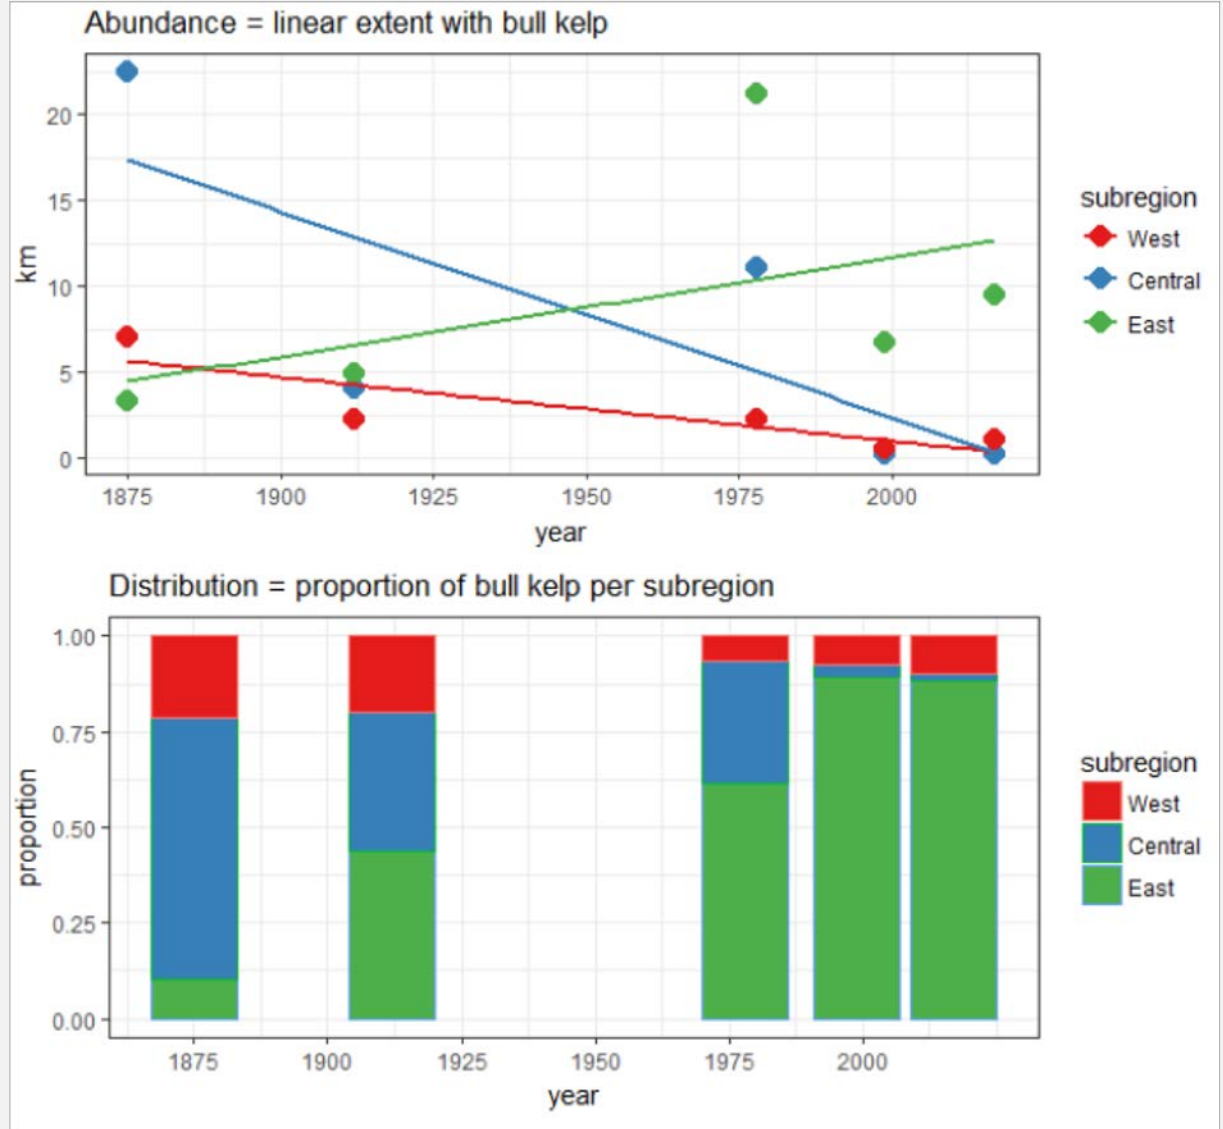 Abundance = linear extent with bull kelp
20
15
10
5
0
km
1875 1900 1925 1950 1975 2000
year
subregion
West
Central
East
Distribution = proportion of bull kelp per subregion
1.00
0.75
0.50
0.25
0.00
proportion
1875 1900 1925 1950 1975 2000
year
subregion
West
Central
East